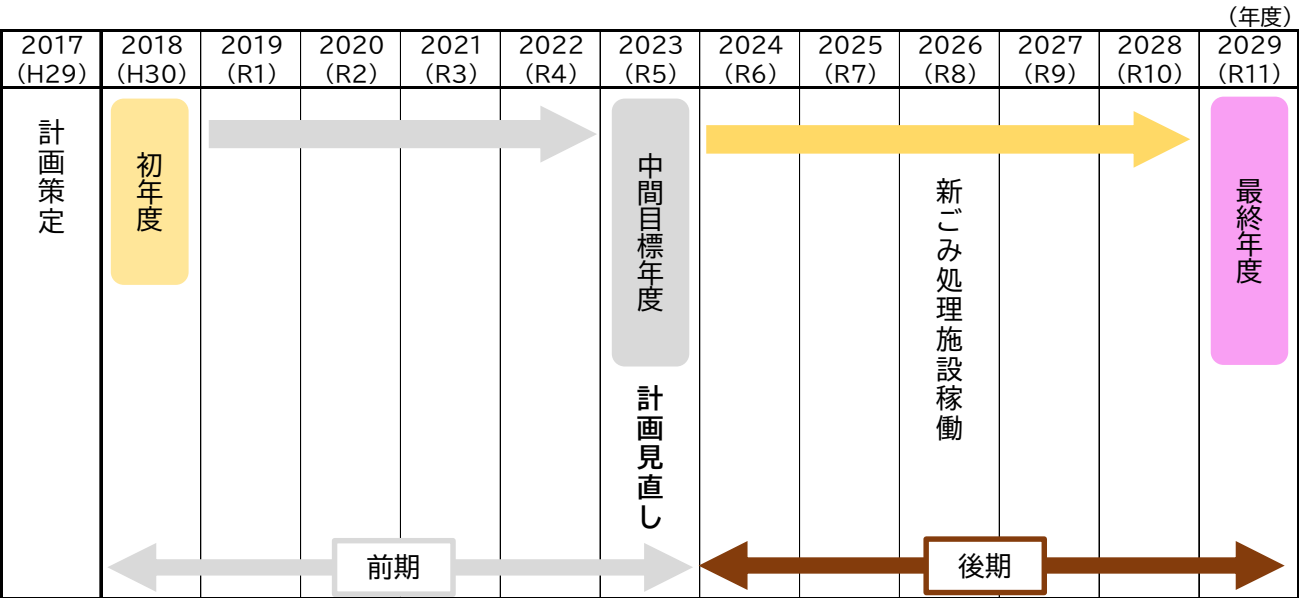 （年度）
2017 2018 2019 2020 2021 2022 2023 2024 2025 2026 2027 2028 2029
（H29） （H30） （R1） （R2） （R3） （R4） （R5） （R6） （R7） （R8） （R9） （R10） （R11）
計画策定
初年度
中間目標年度
計画見直し
新ごみ処理施設稼働
最終年度
前期
後期